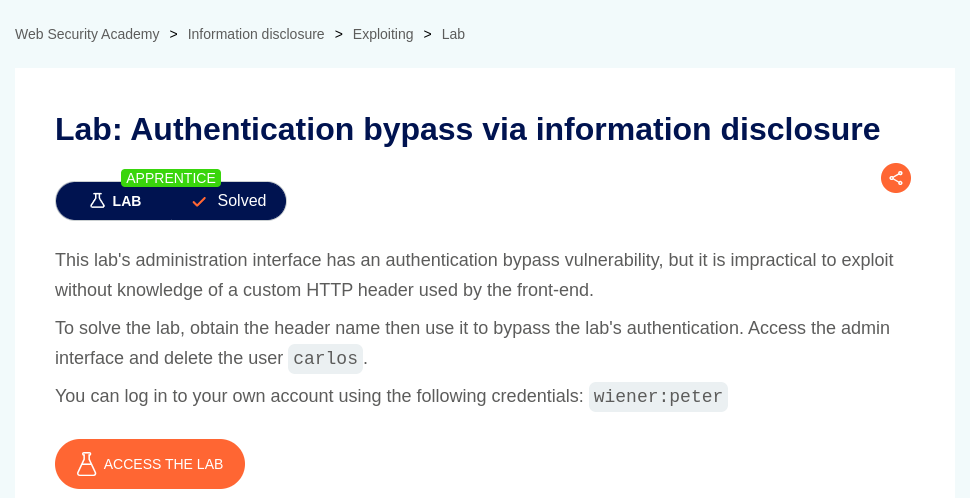 Web Security Academy > Information disclosure > Exploiting > Lab
Lab: Authentication bypass via information disclosure
APPRENTICE
LAB Solved
This lab's administration interface has an authentication bypass vulnerability, but it is impractical to exploit
without knowledge of a custom HTTP header used by the front-end.
To solve the lab, obtain the header name then use it to bypass the lab's authentication. Access the admin
interface and delete the user carlos.
You can log in to your own account using the following credentials: wiener:peter
ACCESS THE LAB